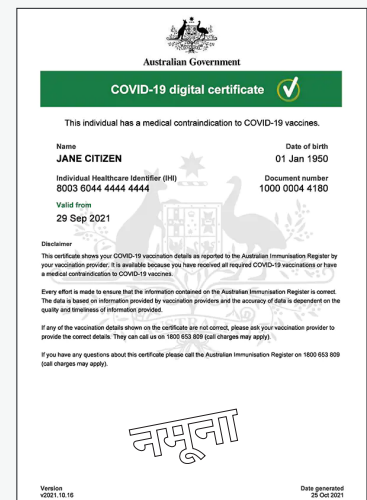 Australian Government
COVID-19 digital certificate
This individual has a medical contraindication to COVID-19 vaccines.
Name
JANE CITIZEN
Date of birth
01 Jan 1950
Individual Healthcare Identifier (IHI)
8003 6044 4444 4444
Document number
1000 0004 4180
Valid from
29 Sep 2021
Disclaimer
This certificate shows your COVID-19 vaccination details as reported to the Australian Immunisation Register by
your vaccination provider. It is available because you have received all required COVID-19 vaccinations or have
a medical contraindication to COVID-19 vaccines.
Every effort is made to ensure that the information contained on the Australian Immunisation Register is correct.
The data is based on information provided by vaccination providers and the accuracy of data is dependent on the
quality and timeliness of information provided.
If any of the vaccination details shown on the certificate are not correct, please ask your vaccination provider to
provide the correct details. They can call us on 1800 653 809 (call charges may apply).
If you have any questions about this certificate please call the Australian Immunisation Register on 1800 653 809
(call charges may apply).
नमूना
Version
v2021.10.16
Date generated
25 Oct 2021